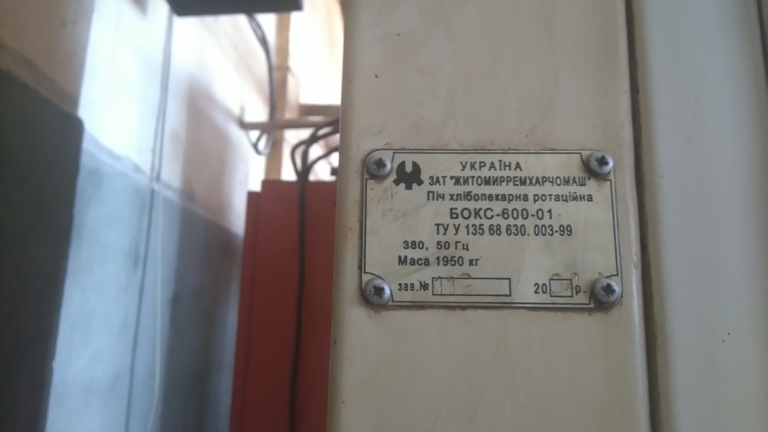 УКРАЇНА
ЗАТ "ЖИТОМИРРЕМХАРЧОМАШ"
Піч хлібопекарна ротаційна
БОКС-600-01
ТУ У 135 68 630. 003-99
380, 50 Гц
Маса 1950 кг
зав.№
20 р.